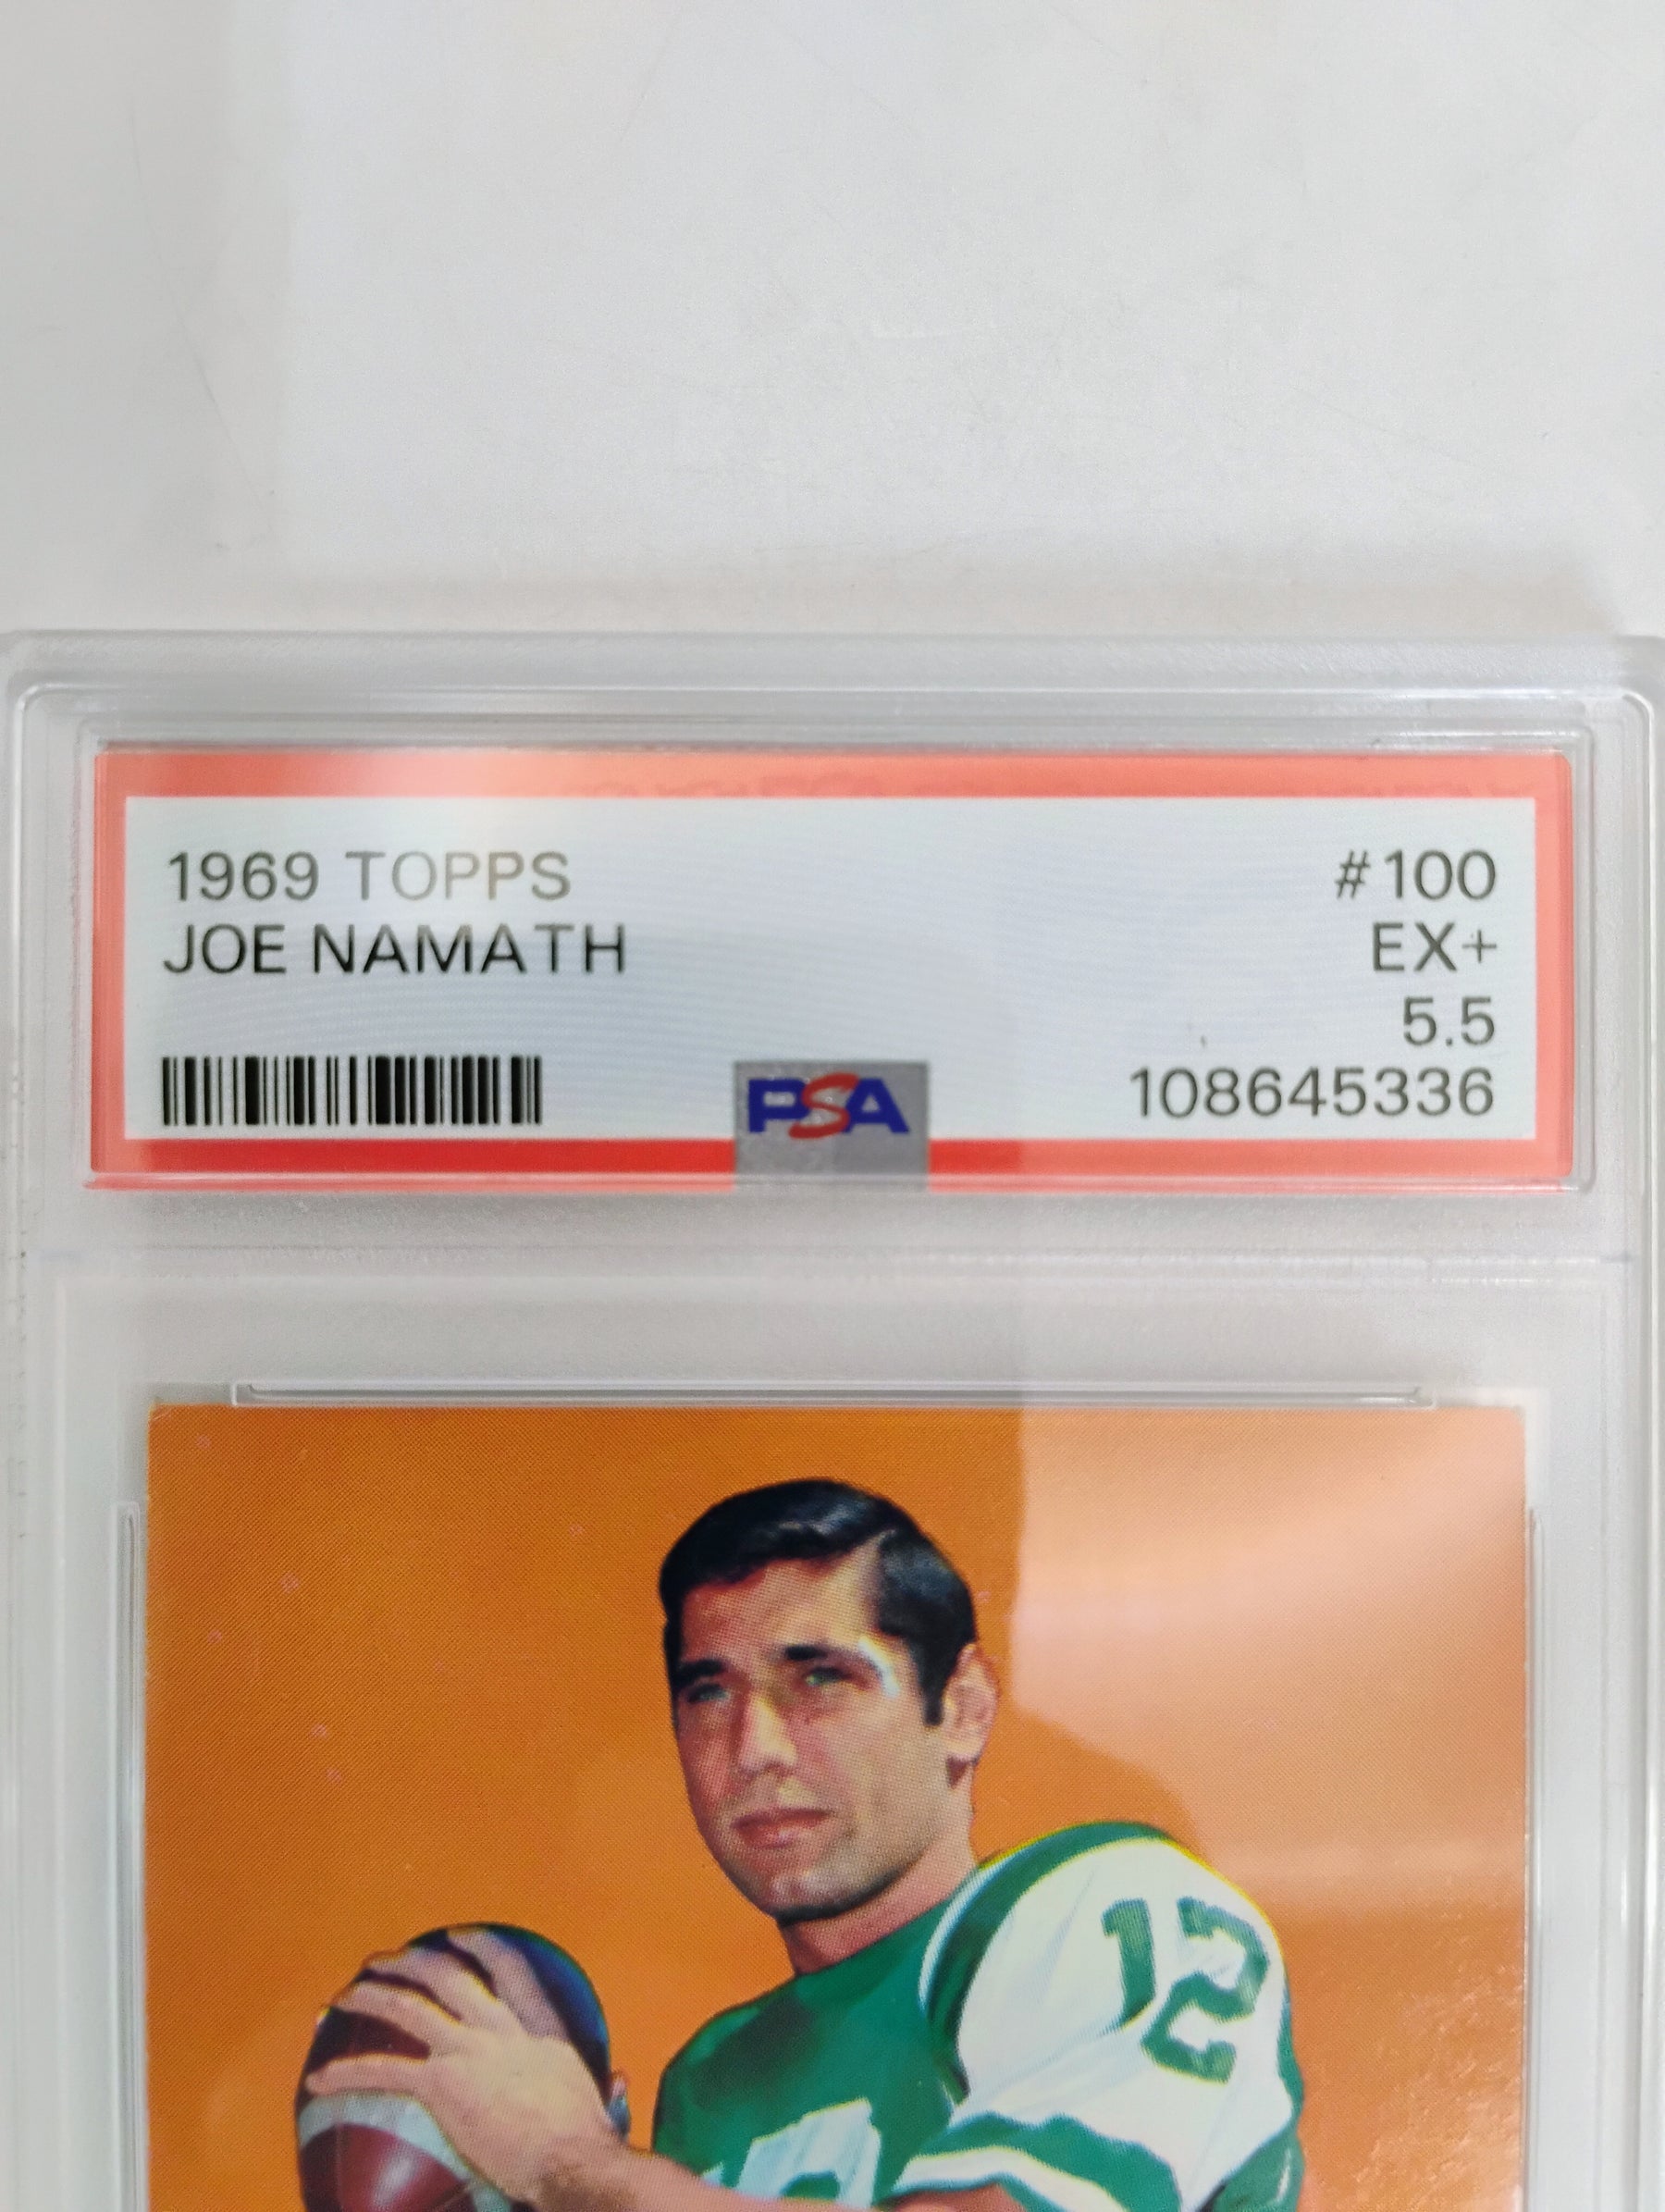 1969 TOPPS #100
JOE NAMATH EX+
5.5
PSA 108645336
12